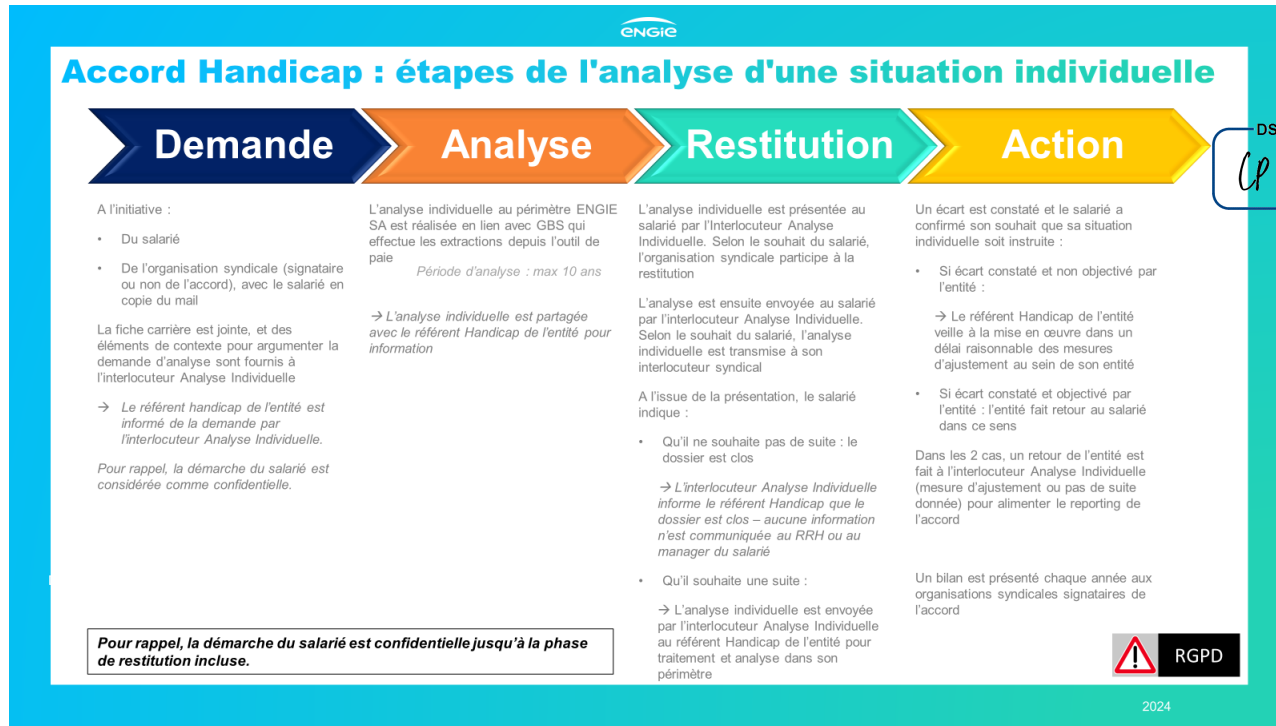 ENGIE
Accord Handicap : étapes de l'analyse d'une situation individuelle
Demande
Analyse
Restitution
Action
DS
CP
A l'initiative :
• Du salarié
• De l'organisation syndicale (signataire
ou non de l'accord), avec le salarié en
copie du mail
La fiche carrière est jointe, et des
éléments de contexte pour argumenter la
demande d'analyse sont fournis à
l'interlocuteur Analyse Individuelle
→ Le référent handicap de l'entité est
informé de la demande par
l'interlocuteur Analyse Individuelle.
Pour rappel, la démarche du salarié est
considérée comme confidentielle.
L'analyse individuelle au périmètre ENGIE
SA est réalisée en lien avec GBS qui
effectue les extractions depuis l'outil de
paie
Période d'analyse : max 10 ans
→ L'analyse individuelle est partagée
avec le référent Handicap de l'entité pour
information
L'analyse individuelle est présentée au
salarié par l'Interlocuteur Analyse
Individuelle. Selon le souhait du salarié,
l'organisation syndicale participe à la
restitution
L'analyse est ensuite envoyée au salarié
par l'interlocuteur Analyse Individuelle.
Selon le souhait du salarié, l'analyse
individuelle est transmise à son
interlocuteur syndical
A l'issue de la présentation, le salarié
indique :
• Qu'il ne souhaite pas de suite : le
dossier est clos
→ L'interlocuteur Analyse Individuelle
informe le référent Handicap que le
dossier est clos – aucune information
n'est communiquée au RRH ou au
manager du salarié
• Qu'il souhaite une suite :
→ L'analyse individuelle est envoyée
par l'interlocuteur Analyse Individuelle
au référent Handicap de l'entité pour
traitement et analyse dans son
périmètre
Un écart est constaté et le salarié a
confirmé son souhait que sa situation
individuelle soit instruite :
• Si écart constaté et non objectivé par
l'entité :
→ Le référent Handicap de l'entité
veille à la mise en œuvre dans un
délai raisonnable des mesures
d'ajustement au sein de son entité
• Si écart constaté et objectivé par
l'entité : l'entité fait retour au salarié
dans ce sens
Dans les 2 cas, un retour de l'entité est
fait à l'interlocuteur Analyse Individuelle
(mesure d'ajustement ou pas de suite
donnée) pour alimenter le reporting de
l'accord
Un bilan est présenté chaque année aux
organisations syndicales signataires de
l'accord
Pour rappel, la démarche du salarié est confidentielle jusqu'à la phase
de restitution incluse.
RGPD
2024